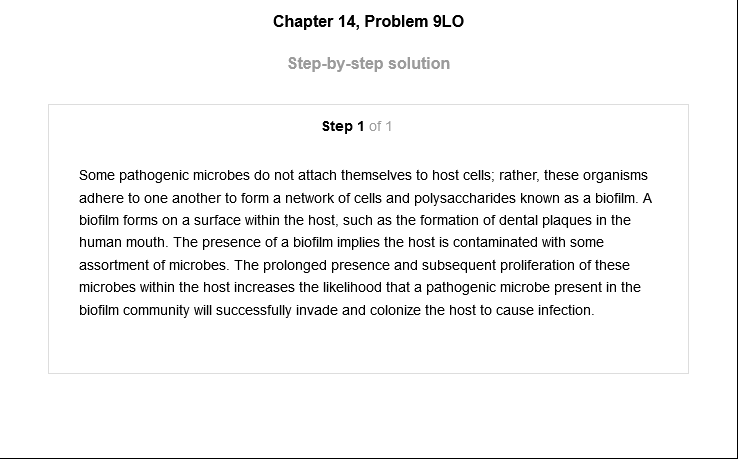 Chapter 14, Problem 9LO
Step-by-step solution
Step 1 of 1
Some pathogenic microbes do not attach themselves to host cells; rather, these organisms
adhere to one another to form a network of cells and polysaccharides known as a biofilm. A
biofilm forms on a surface within the host, such as the formation of dental plaques in the
human mouth. The presence of a biofilm implies the host is contaminated with some
assortment of microbes. The prolonged presence and subsequent proliferation of these
microbes within the host increases the likelihood that a pathogenic microbe present in the
biofilm community will successfully invade and colonize the host to cause infection.